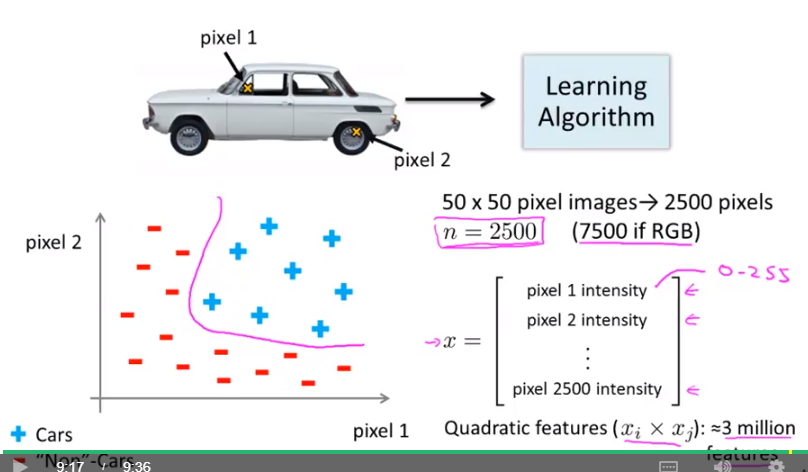 pixel 1
Learning
Algorithm
pixel 2
50 x 50 pixel images→ 2500 pixels
n = 2500 (7500 if RGB)
pixel 2
0-255
pixel 1 intensity
pixel 2 intensity
x =
⋮
pixel 2500 intensity
Cars
pixel 1
Quadratic features (xᵢ × xⱼ): ≈3 million
features
"Non"-Cars
9:17 / 9:36